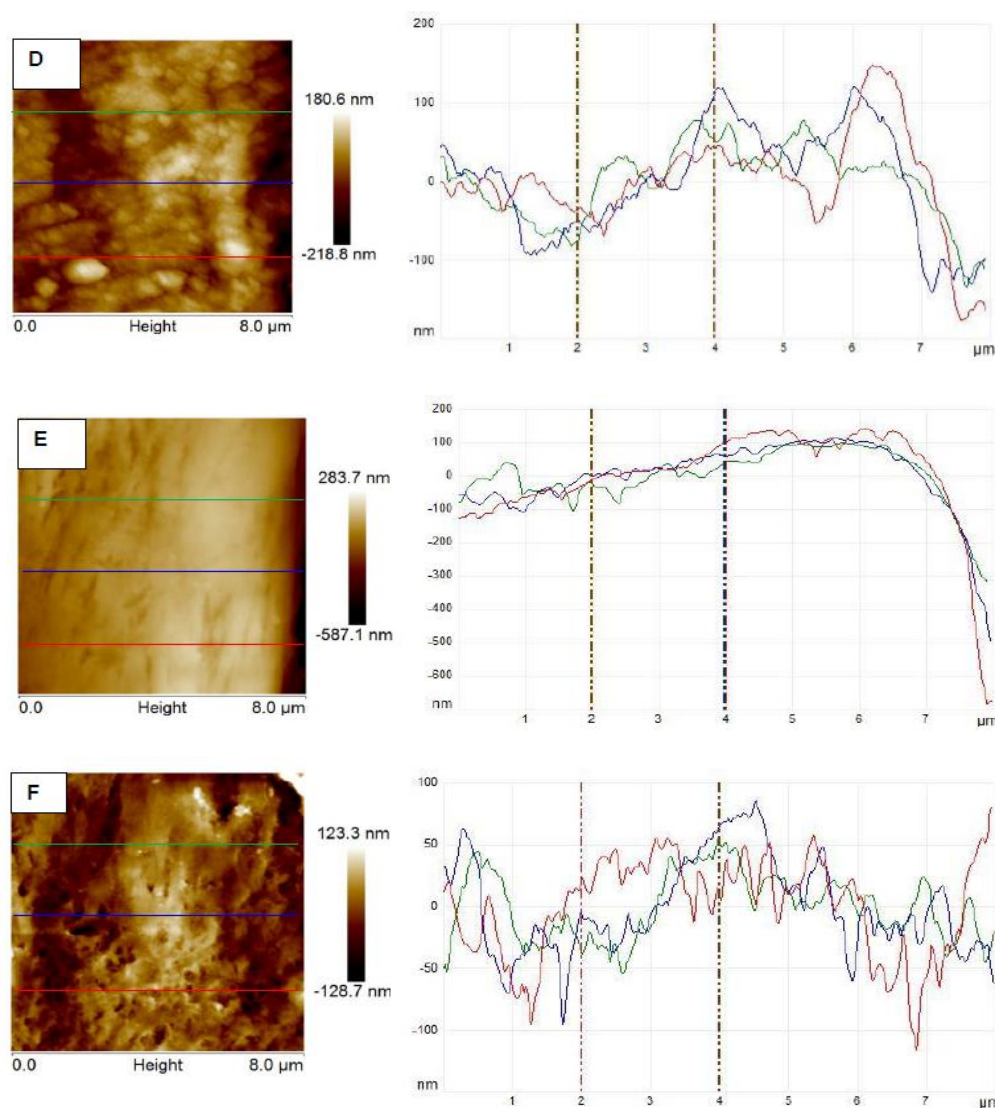 D
180.6 nm
-218.8 nm
0.0 Height 8.0 µm
200
100
0
-100
nm
1 2 3 4 5 6 7 µm
E
283.7 nm
-587.1 nm
0.0 Height 8.0 µm
200
100
0
-100
-200
-300
-400
-500
-600
nm
1 2 3 4 5 6 7 µm
F
123.3 nm
-128.7 nm
0.0 Height 8.0 µm
100
50
0
-50
-100
nm
1 2 3 4 5 6 7 µm